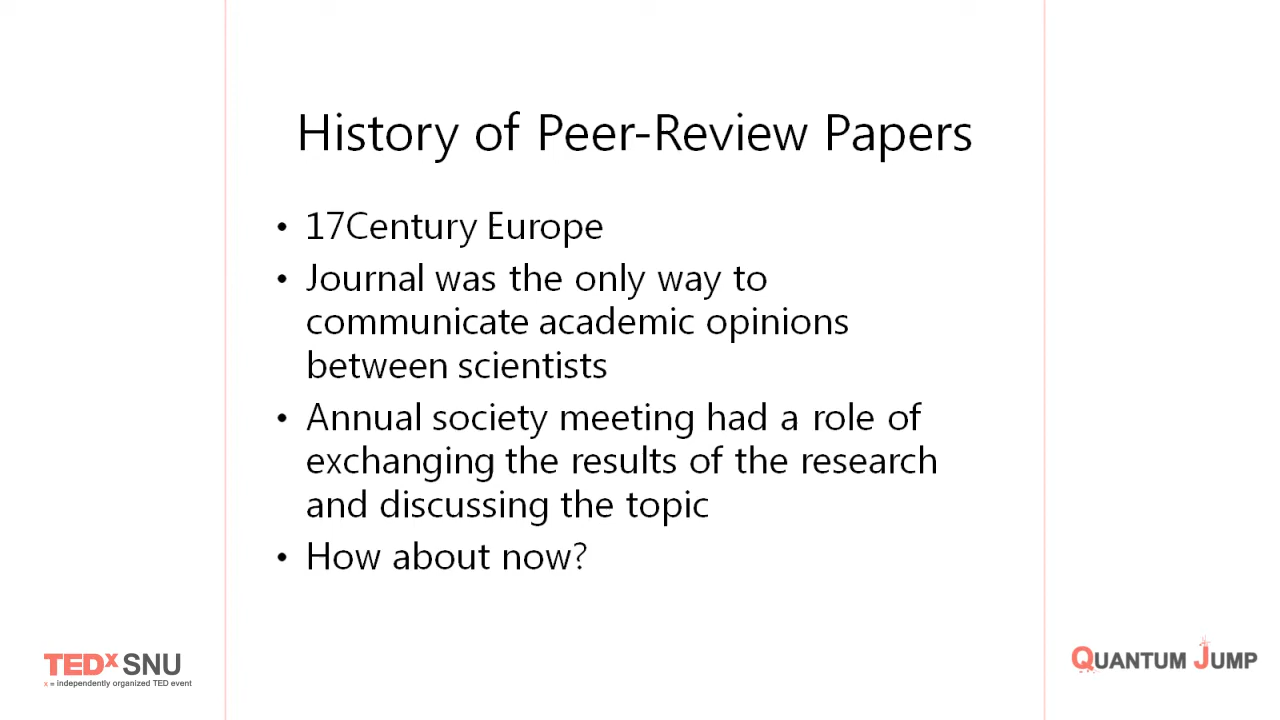 History of Peer-Review Papers
• 17Century Europe
• Journal was the only way to
communicate academic opinions
between scientists
• Annual society meeting had a role of
exchanging the results of the research
and discussing the topic
• How about now?
TEDx SNU
x = independently organized TED event
QUANTUM JUMP